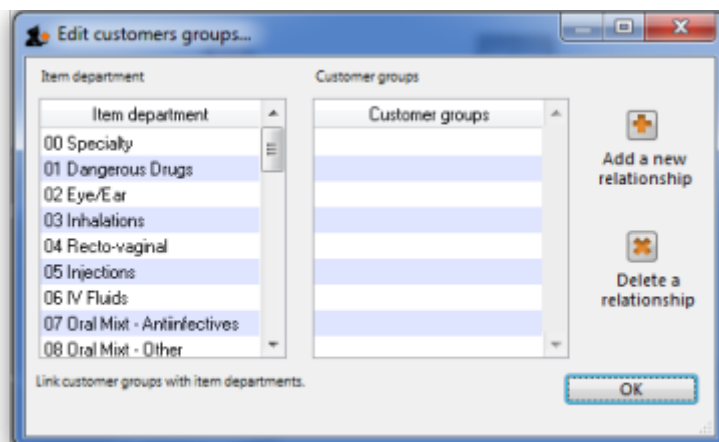 Edit customers groups...
Item department
Customer groups
Item department
Customer groups
00 Specialty
01 Dangerous Drugs
02 Eye/Ear
03 Inhalations
04 Recto-vaginal
05 Injections
06 IV Fluids
07 Oral Mixt - Antiinfectives
08 Oral Mixt - Other
Add a new
relationship
Delete a
relationship
Link customer groups with item departments.
OK